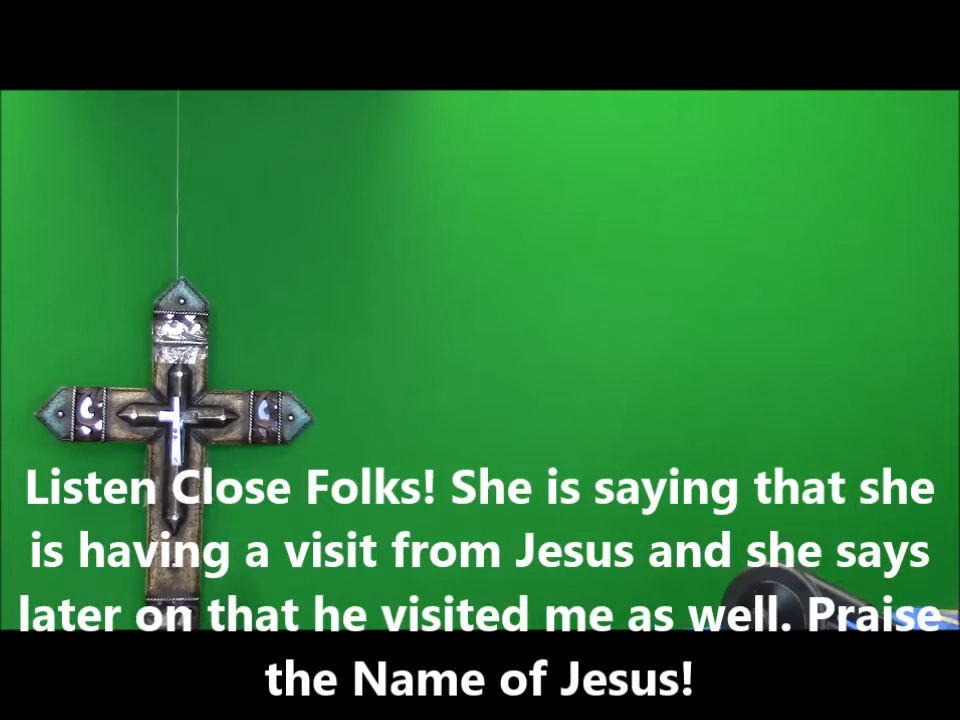 Listen Close Folks! She is saying that she
is having a visit from Jesus and she says
later on that he visited me as well. Praise
the Name of Jesus!